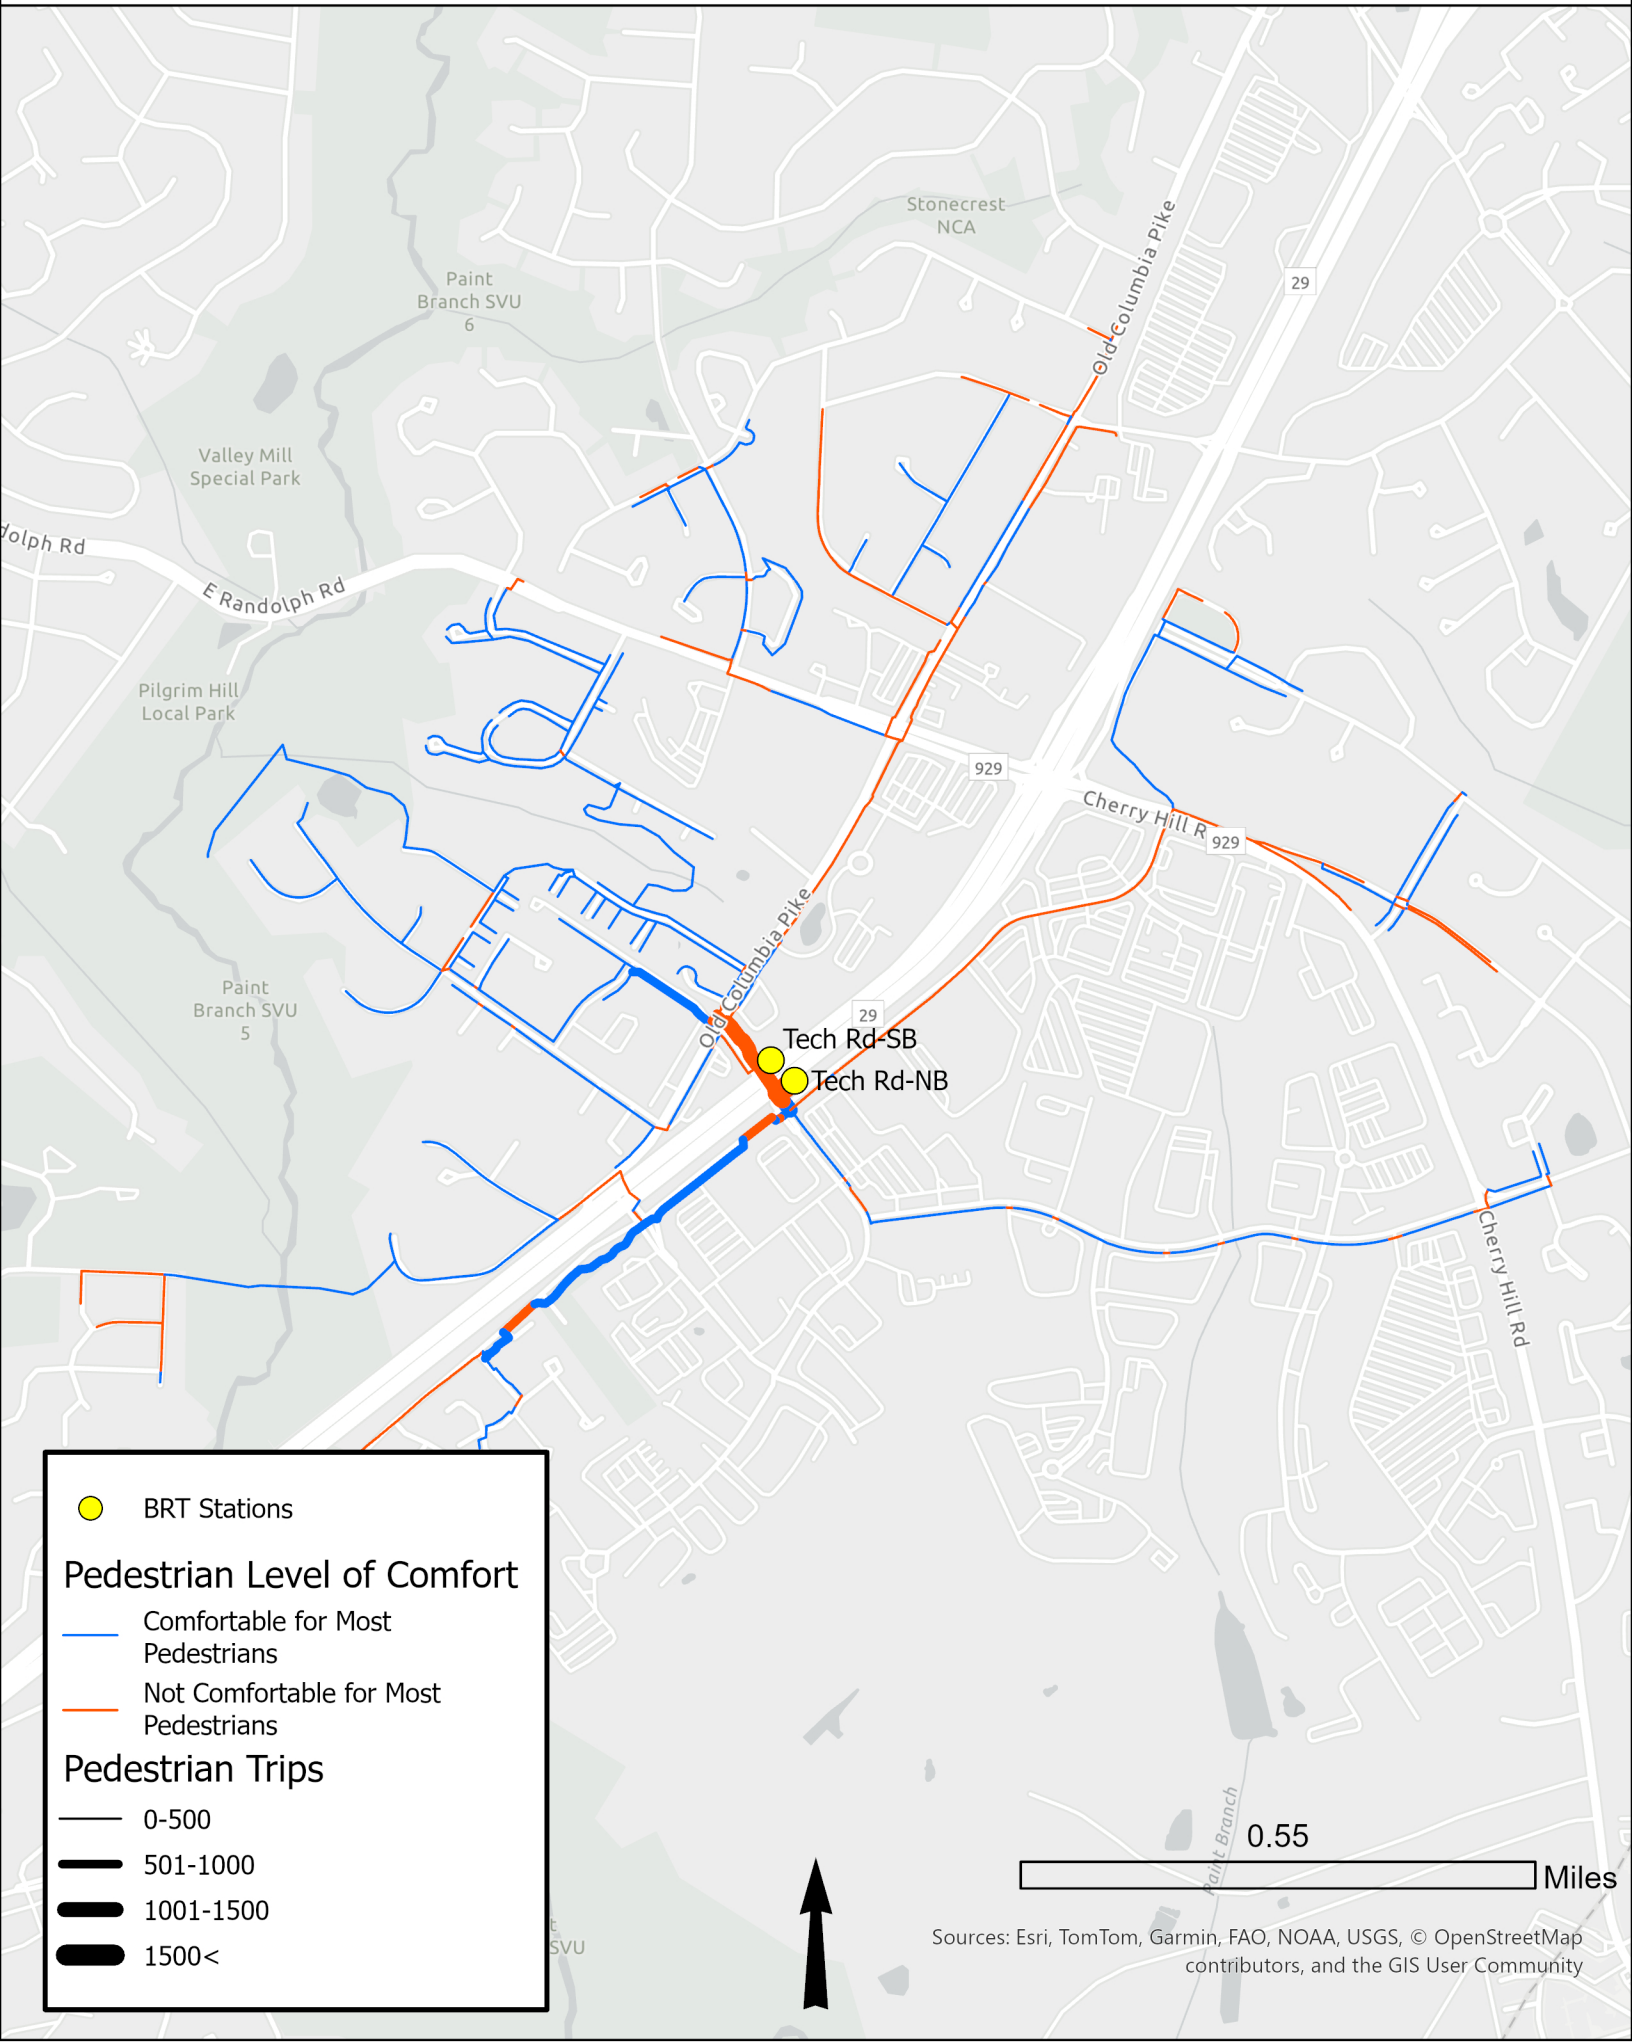 Stonecrest
NCA
Old Columbia Pike
29
Paint
Branch SVU
6
Valley Mill
Special Park
dolph Rd
E Randolph Rd
Pilgrim Hill
Local Park
929
Cherry Hill R
929
Old Columbia Pike
Paint
Branch SVU
5
29
Tech Rd-SB
Tech Rd-NB
Cherry Hill Rd
BRT Stations
Pedestrian Level of Comfort
Comfortable for Most
Pedestrians
Not Comfortable for Most
Pedestrians
Pedestrian Trips
0-500
501-1000
1001-1500
1500<
t
SVU
Paint Branch
0.55
Miles
Sources: Esri, TomTom, Garmin, FAO, NOAA, USGS, © OpenStreetMap
contributors, and the GIS User Community